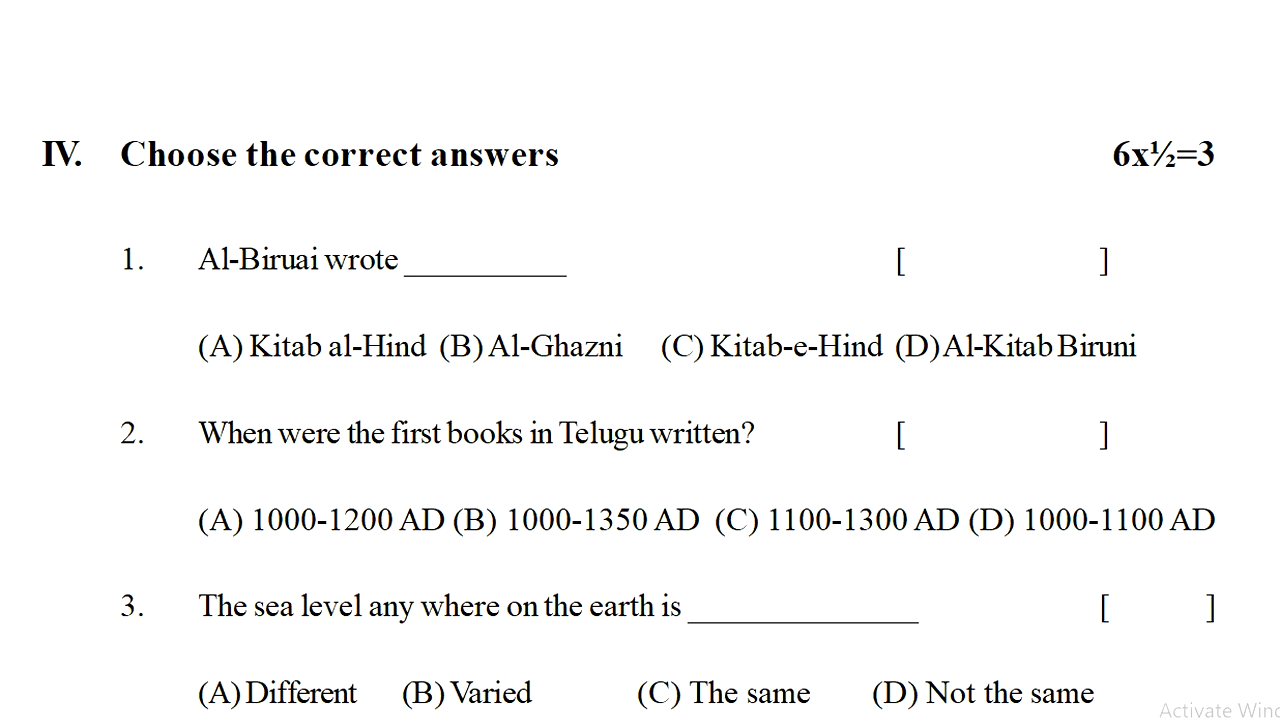 IV. Choose the correct answers 6x½=3
1. Al-Biruai wrote __________ [ ]
(A) Kitab al-Hind (B) Al-Ghazni (C) Kitab-e-Hind (D) Al-Kitab Biruni
2. When were the first books in Telugu written? [ ]
(A) 1000-1200 AD (B) 1000-1350 AD (C) 1100-1300 AD (D) 1000-1100 AD
3. The sea level any where on the earth is ______________ [ ]
(A) Different (B) Varied (C) The same (D) Not the same
Activate Wind